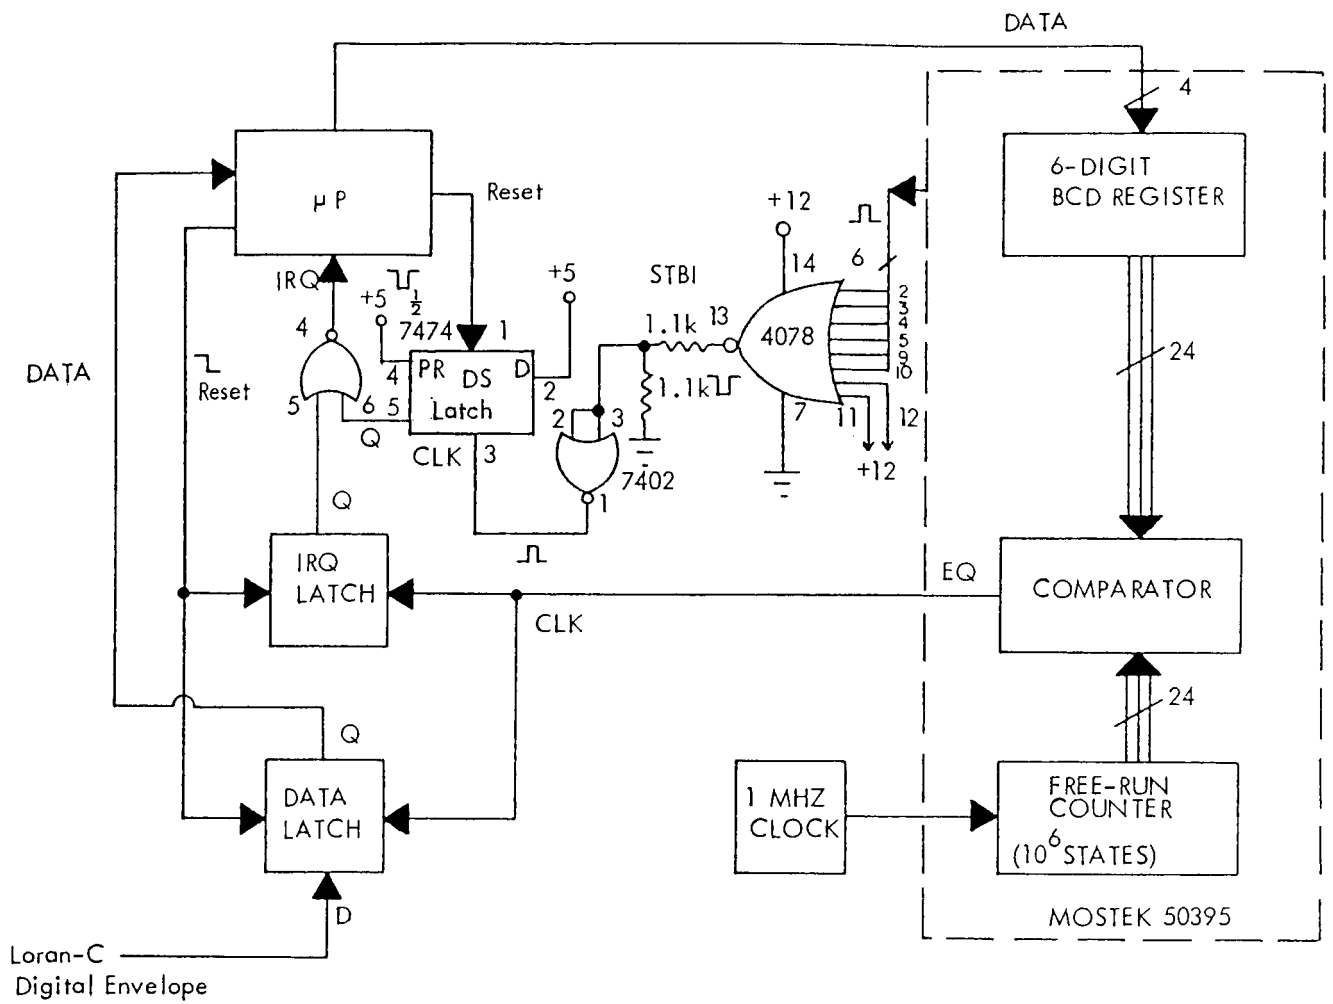 DATA
4
6-DIGIT
BCD REGISTER
μP
Reset
+12
6
14
IRQ
+5
1/2
7474
1
+5
STBI
4
1.1k
13
4078
2
3
4
5
9
10
24
DATA
Reset
PR
DS
D
Latch
4
2
1.1k
7
11
12
+12
5
6
5
Q
CLK
3
2
3
7402
1
Q
IRQ
LATCH
EQ
COMPARATOR
CLK
24
Q
DATA
LATCH
1 MHZ
CLOCK
FREE-RUN
COUNTER
(10⁶ STATES)
D
MOSTEK 50395
Loran-C
Digital Envelope